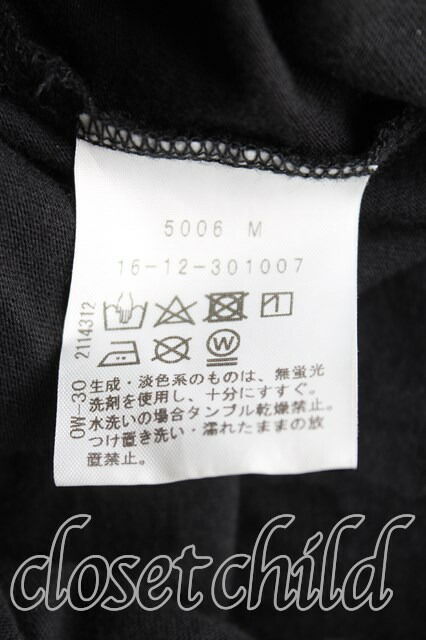 5006 M
16-12-301007
OW-30 2114312
生成・淡色系のものは、無蛍光
洗剤を使用し、十分にすすぐ。
水洗いの場合タンブル乾燥禁止。
つけ置き洗い・濡れたままの放
置禁止。
closet child